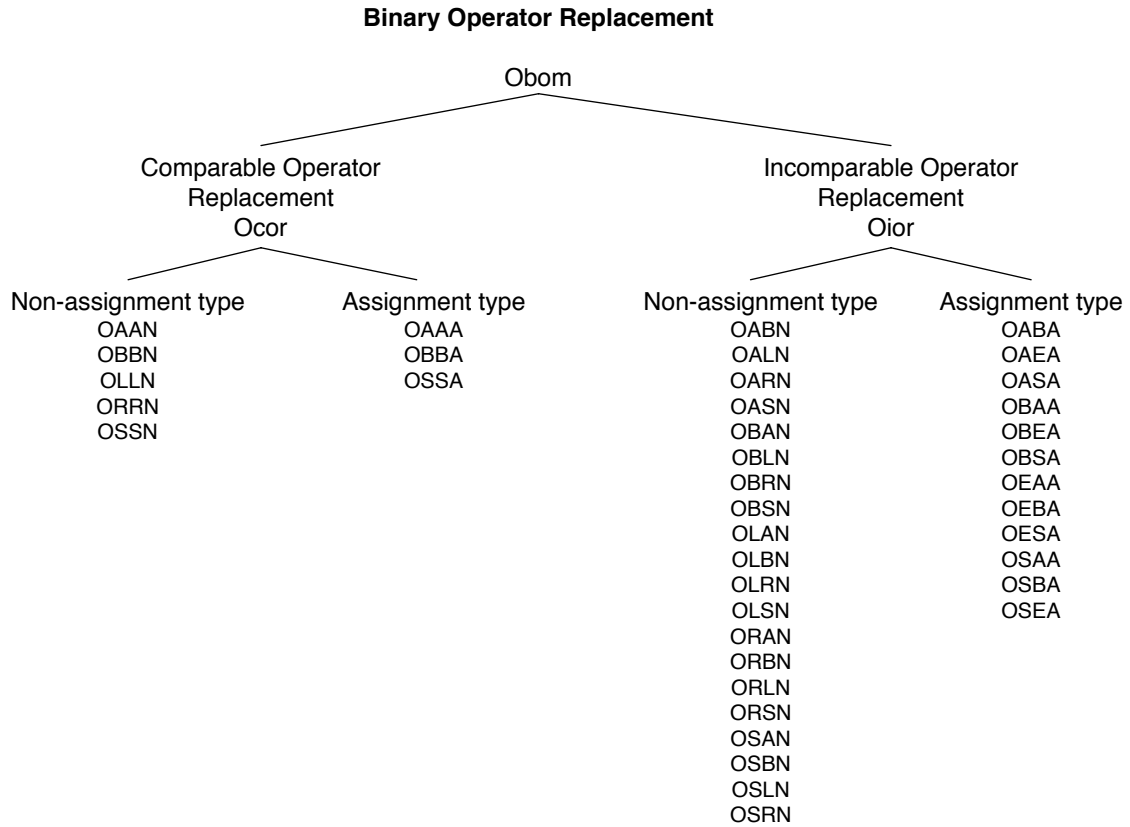 Binary Operator Replacement
Obom
Comparable Operator
Replacement
Ocor
Incomparable Operator
Replacement
Oior
Non-assignment type
OAAN
OBBN
OLLN
ORRN
OSSN
Assignment type
OAAA
OBBA
OSSA
Non-assignment type
OABN
OALN
OARN
OASN
OBAN
OBLN
OBRN
OBSN
OLAN
OLBN
OLRN
OLSN
ORAN
ORBN
ORLN
ORSN
OSAN
OSBN
OSLN
OSRN
Assignment type
OABA
OAEA
OASA
OBAA
OBEA
OBSA
OEAA
OEBA
OESA
OSAA
OSBA
OSEA